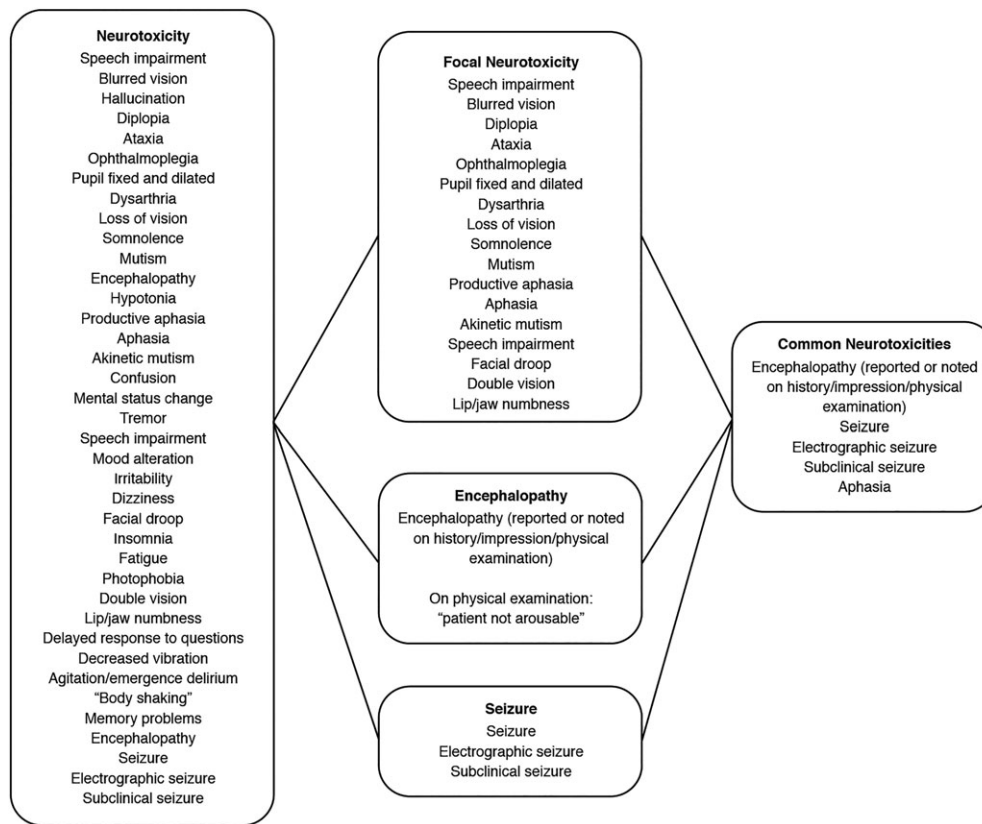 Neurotoxicity
Speech impairment
Blurred vision
Hallucination
Diplopia
Ataxia
Ophthalmoplegia
Pupil fixed and dilated
Dysarthria
Loss of vision
Somnolence
Mutism
Encephalopathy
Hypotonia
Productive aphasia
Aphasia
Akinetic mutism
Confusion
Mental status change
Tremor
Speech impairment
Mood alteration
Irritability
Dizziness
Facial droop
Insomnia
Fatigue
Photophobia
Double vision
Lip/jaw numbness
Delayed response to questions
Decreased vibration
Agitation/emergence delirium
“Body shaking”
Memory problems
Encephalopathy
Seizure
Electrographic seizure
Subclinical seizure
Focal Neurotoxicity
Speech impairment
Blurred vision
Diplopia
Ataxia
Ophthalmoplegia
Pupil fixed and dilated
Dysarthria
Loss of vision
Somnolence
Mutism
Productive aphasia
Aphasia
Akinetic mutism
Speech impairment
Facial droop
Double vision
Lip/jaw numbness
Encephalopathy
Encephalopathy (reported or noted
on history/impression/physical
examination)
On physical examination:
“patient not arousable”
Seizure
Seizure
Electrographic seizure
Subclinical seizure
Common Neurotoxicities
Encephalopathy (reported or noted
on history/impression/physical
examination)
Seizure
Electrographic seizure
Subclinical seizure
Aphasia